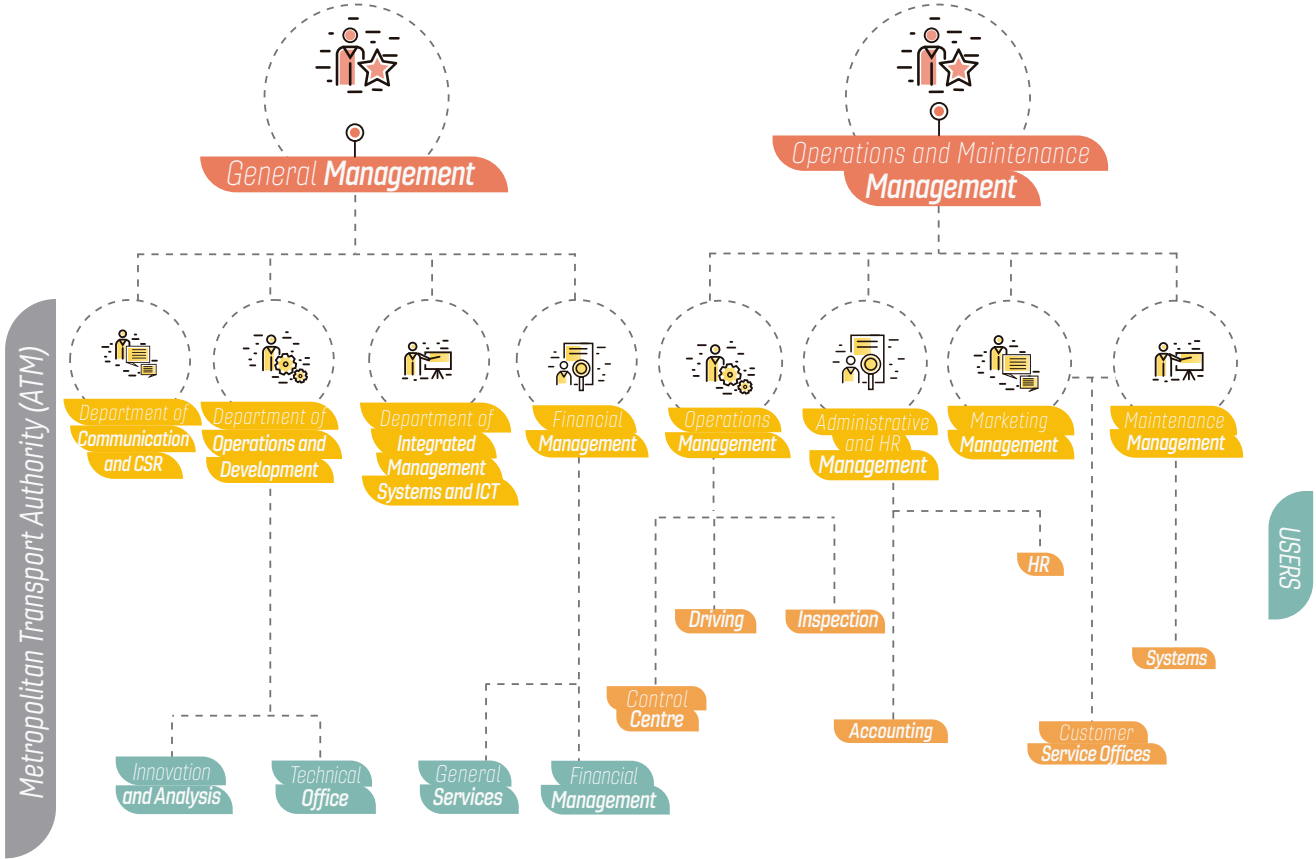 General Management
Operations and Maintenance
Management
Metropolitan Transport Authority (ATM)
Department of
Communication
and CSR
Department of
Operations and
Development
Department of
Integrated
Management
Systems and ICT
Financial
Management
Operations
Management
Administrative
and HR
Management
Marketing
Management
Maintenance
Management
USERS
HR
Driving
Inspection
Systems
Control
Centre
Accounting
Customer
Service Offices
Innovation
and Analysis
Technical
Office
General
Services
Financial
Management